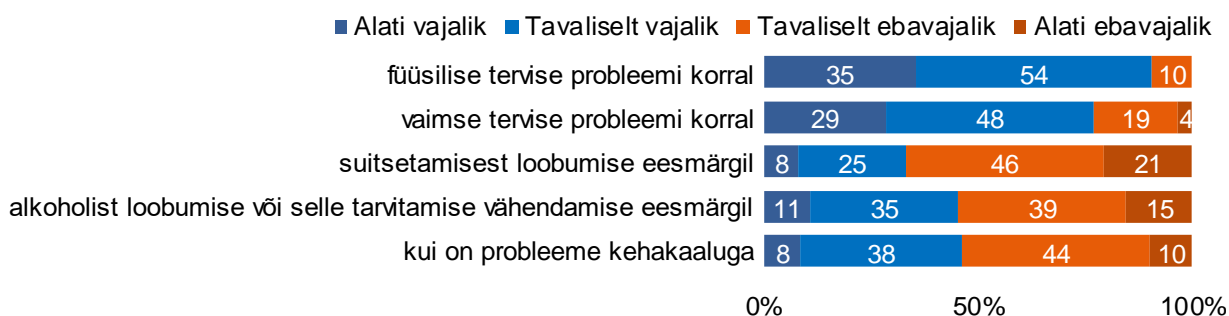 Alati vajalik Tavaliselt vajalik Tavaliselt ebavajalik Alati ebavajalik
füüsilise tervise probleemi korral 35 54 10
vaimse tervise probleemi korral 29 48 19 4
suitsetamisest loobumise eesmärgil 8 25 46 21
alkoholist loobumise või selle tarvitamise vähendamise eesmärgil 11 35 39 15
kui on probleeme kehakaaluga 8 38 44 10
0% 50% 100%